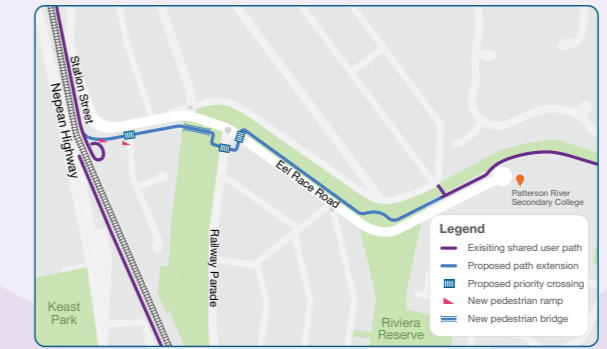 Station Street
Nepean Highway
Eel Race Road
Railway Parade
Patterson River
Secondary College
Keast
Park
Riviera
Reserve
Legend
Exisiting shared user path
Proposed path extension
Proposed priority crossing
New pedestrian ramp
New pedestrian bridge